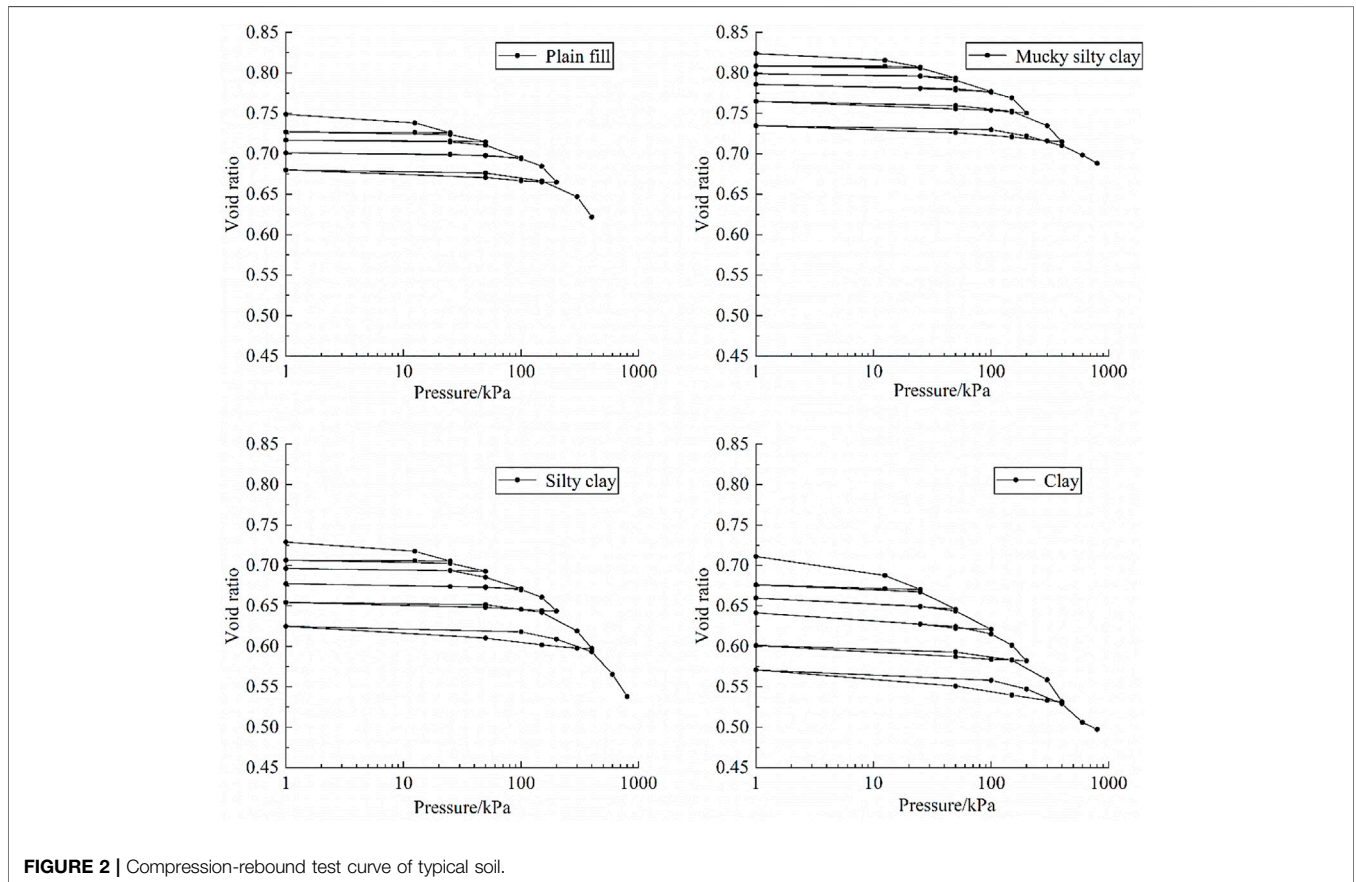 Plain fill
0.85
0.80
0.75
0.70
0.65
0.60
0.55
0.50
0.45
Void ratio
1 10 100 1000
Pressure/kPa
Mucky silty clay
0.85
0.80
0.75
0.70
0.65
0.60
0.55
0.50
0.45
Void ratio
1 10 100 1000
Pressure/kPa
Silty clay
0.85
0.80
0.75
0.70
0.65
0.60
0.55
0.50
0.45
Void ratio
1 10 100 1000
Pressure/kPa
Clay
0.85
0.80
0.75
0.70
0.65
0.60
0.55
0.50
0.45
Void ratio
1 10 100 1000
Pressure/kPa
FIGURE 2 | Compression-rebound test curve of typical soil.